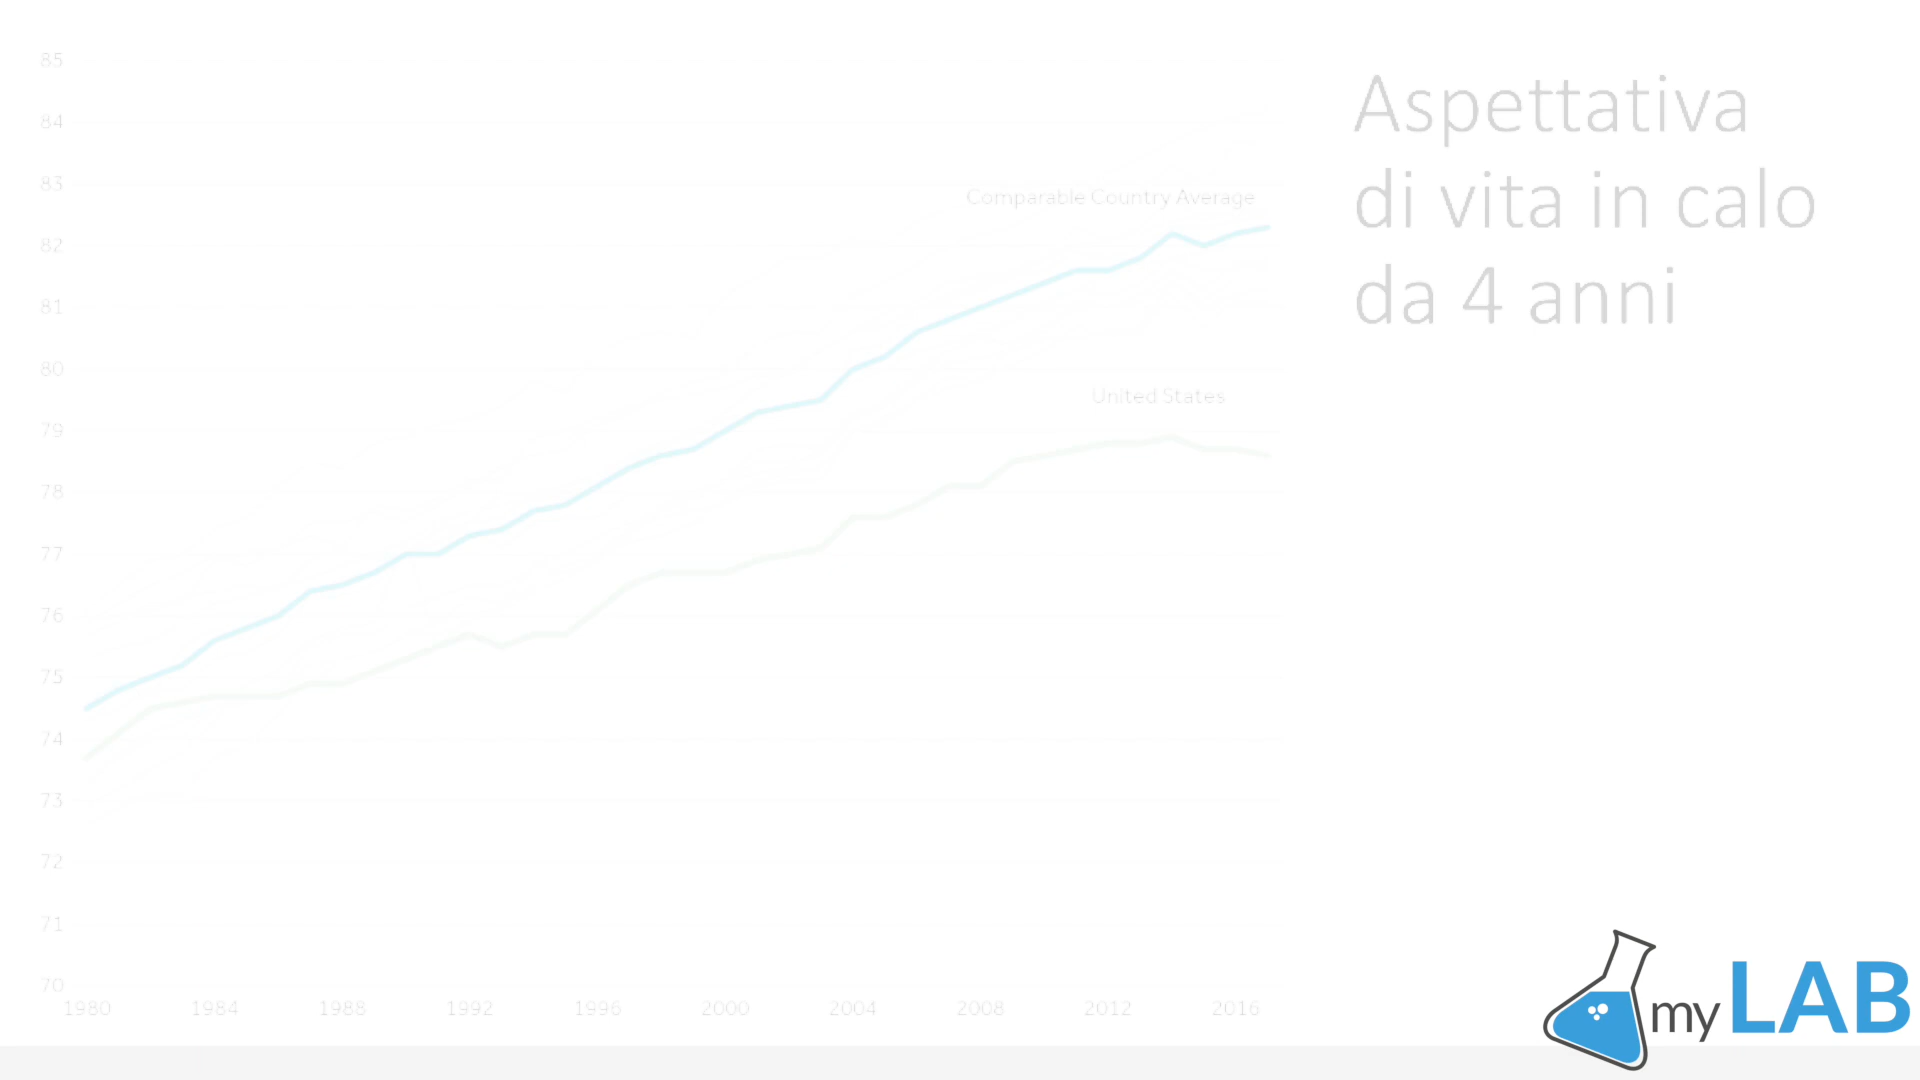 85
84
83
82
81
80
79
78
77
76
75
74
73
72
71
70
1980 1984 1988 1992 1996 2000 2004 2008 2012 2016
Comparable Country Average
United States
Aspettativa
di vita in calo
da 4 anni
myLAB